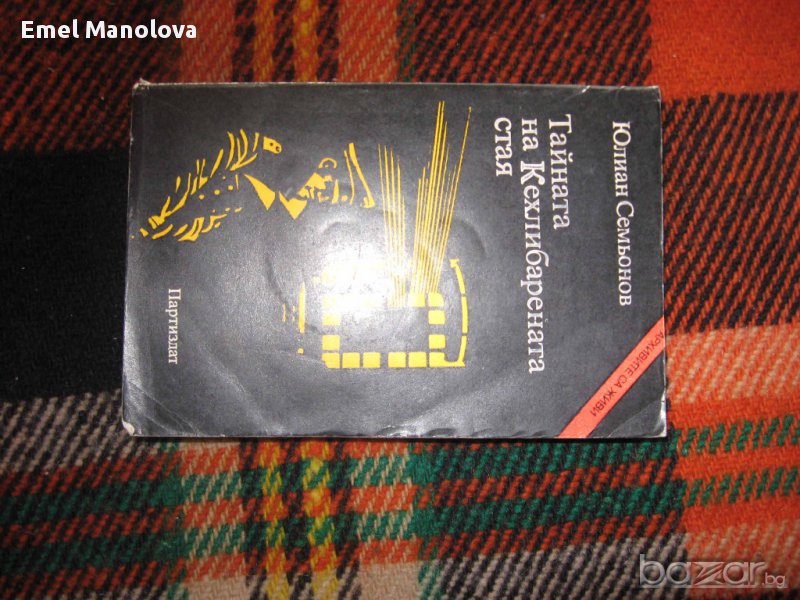 Emel Manolova
Юлиан Семьонов
Тайната
на Кехлибарената
стая
АРХИВИТЕ СА ЖИВИ
Партиздат
bazar.bg